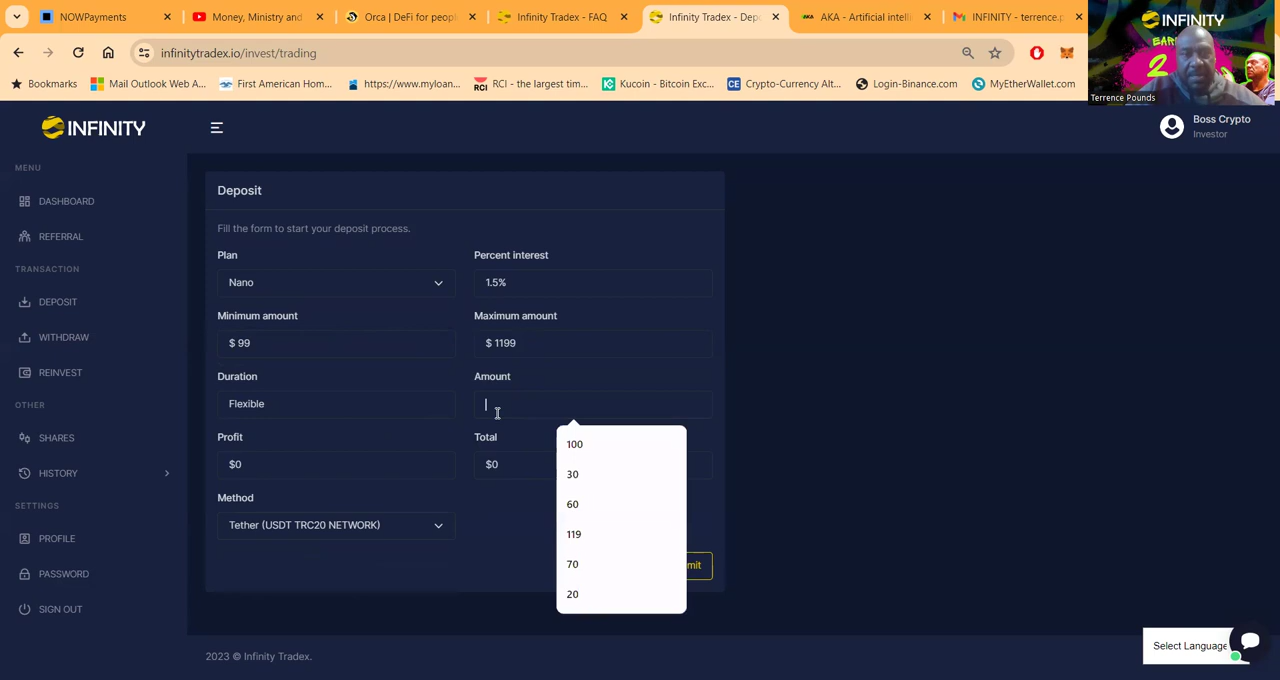 NOWPayments
Money, Ministry and
Orca | DeFi for peopl
Infinity Tradex - FAQ
Infinity Tradex - Depo
AKA - Artificial intelli
INFINITY - terrence.p
infinitytradex.io/invest/trading
Bookmarks
Mail Outlook Web A...
First American Hom...
https://www.myloan...
RCI - the largest tim...
Kucoin - Bitcoin Exc...
Crypto-Currency Alt...
Login-Binance.com
MyEtherWallet.com
INFINITY
2
Terrence Pounds
INFINITY
Boss Crypto
Investor
MENU
DASHBOARD
REFERRAL
TRANSACTION
DEPOSIT
WITHDRAW
REINVEST
OTHER
SHARES
HISTORY
SETTINGS
PROFILE
PASSWORD
SIGN OUT
Deposit
Fill the form to start your deposit process.
Plan
Percent interest
Nano
1.5%
Minimum amount
Maximum amount
$ 99
$ 1199
Duration
Amount
Flexible
Profit
Total
$0
$0
Method
Tether (USDT TRC20 NETWORK)
100
30
60
119
70
20
mit
2023 © Infinity Tradex.
Select Language